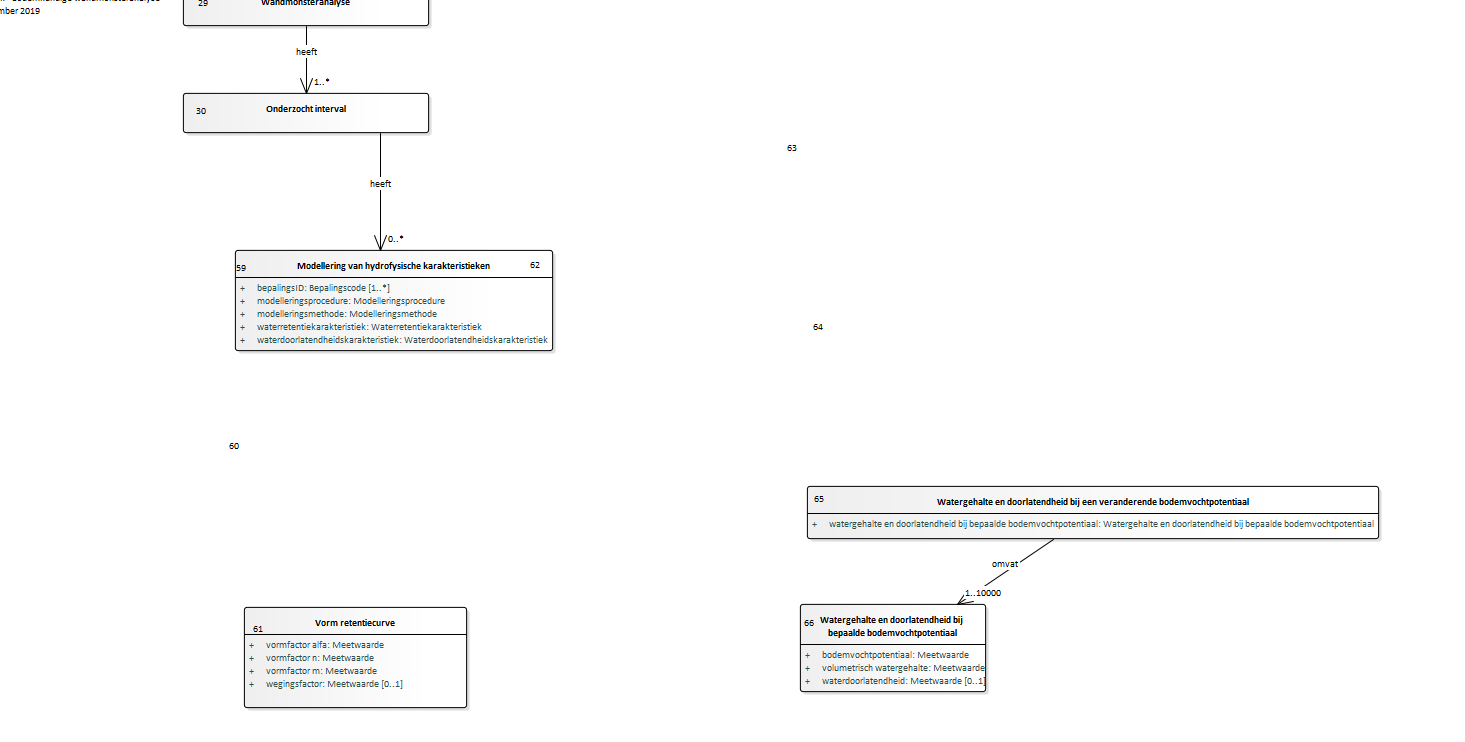 mber 2019
29
Wandmonsteranalyse
heeft
1..*
30
Onderzocht interval
63
heeft
0..*
59
Modellering van hydrofysische karakteristieken
62
+ bepalingsID: Bepalingscode [1..*]
+ modelleringsprocedure: Modelleringsprocedure
+ modelleringsmethode: Modelleringsmethode
+ waterretentiekarakteristiek: Waterretentiekarakteristiek
+ waterdoorlatendheidskarakteristiek: Waterdoorlatendheidskarakteristiek
64
60
65
Watergehalte en doorlatendheid bij een veranderende bodemvochtpotentiaal
+ watergehalte en doorlatendheid bij bepaalde bodemvochtpotentiaal: Watergehalte en doorlatendheid bij bepaalde bodemvochtpotentiaal
omvat
1..10000
61
Vorm retentiecurve
+ vormfactor alfa: Meetwaarde
+ vormfactor n: Meetwaarde
+ vormfactor m: Meetwaarde
+ wegingsfactor: Meetwaarde [0..1]
66
Watergehalte en doorlatendheid bij
bepaalde bodemvochtpotentiaal
+ bodemvochtpotentiaal: Meetwaarde
+ volumetrisch watergehalte: Meetwaarde
+ waterdoorlatendheid: Meetwaarde [0..1]